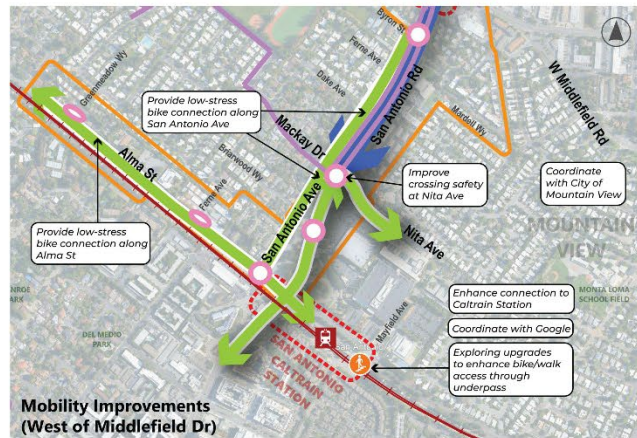 Byron St
Ferne Ave
Greenmeadow Wy
Dake Ave
San Antonio Rd
W Middlefield Rd
Provide low-stress
bike connection along
San Antonio Ave
Mackay Dr
Mardell Wy
Alma St
Briarwood Wy
Improve
crossing safety
at Nita Ave
Coordinate
with City of
Mountain View
Ferne Ave
San Antonio Ave
Nita Ave
MOUNTAIN
VIEW
Provide low-stress
bike connection along
Alma St
MONROE
PARK
Mayfield Ave
Enhance connection to
Caltrain Station
MONTA LOMA
SCHOOL FIELD
DEL MEDIO
PARK
Coordinate with Google
SAN ANTONIO
CALTRAIN
STATION
Exploring upgrades
to enhance bike/walk
access through
underpass
Mobility Improvements
(West of Middlefield Dr)